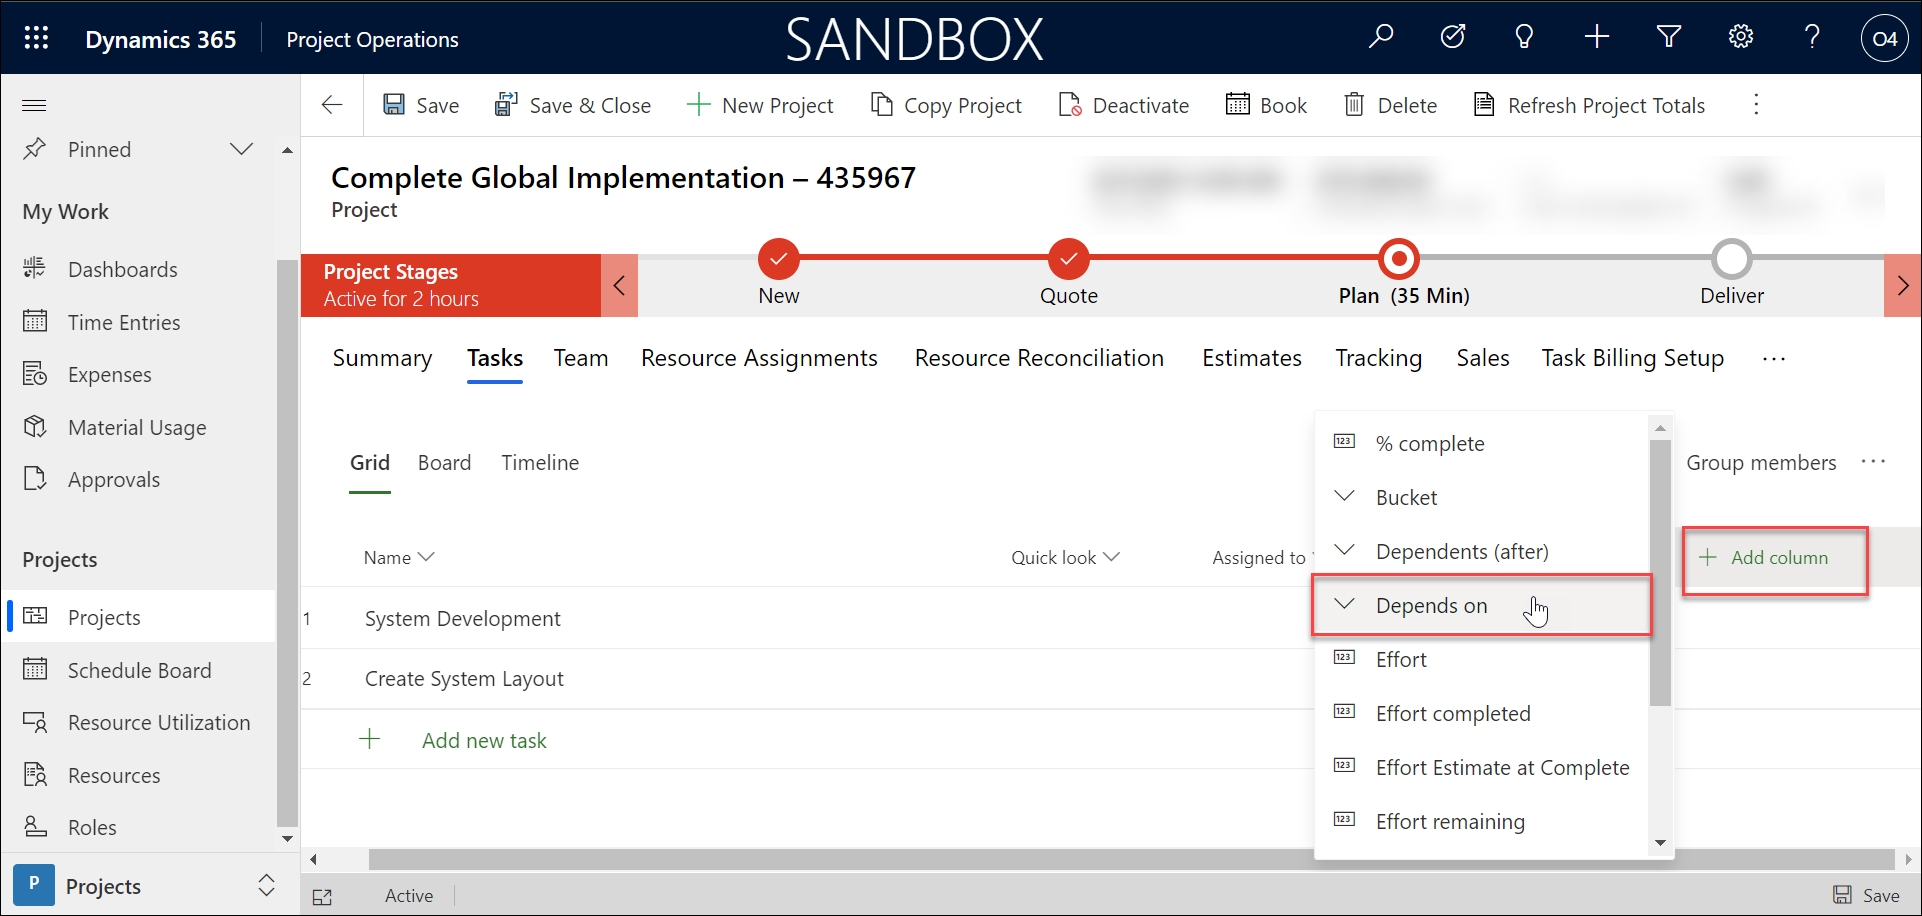 Dynamics 365
Project Operations
SANDBOX
O4
Save
Save & Close
New Project
Copy Project
Deactivate
Book
Delete
Refresh Project Totals
Pinned
My Work
Dashboards
Time Entries
Expenses
Material Usage
Approvals
Projects
Projects
Schedule Board
Resource Utilization
Resources
Roles
P
Projects
Complete Global Implementation – 435967
Project
Project Stages
Active for 2 hours
New
Quote
Plan (35 Min)
Deliver
Summary
Tasks
Team
Resource Assignments
Resource Reconciliation
Estimates
Tracking
Sales
Task Billing Setup
Grid
Board
Timeline
Group members
Name
Quick look
Assigned to
Add column
1
System Development
2
Create System Layout
Add new task
123
% complete
Bucket
Dependents (after)
Depends on
123
Effort
123
Effort completed
123
Effort Estimate at Complete
123
Effort remaining
Active
Save